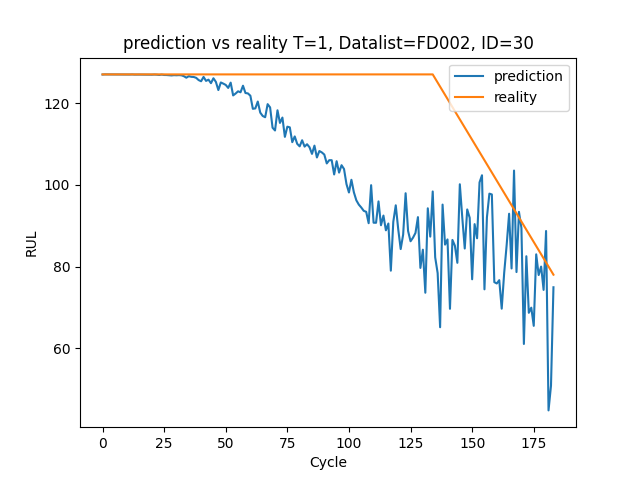 prediction vs reality T=1, Datalist=FD002, ID=30
prediction
reality
RUL
120
100
80
60
0 25 50 75 100 125 150 175
Cycle